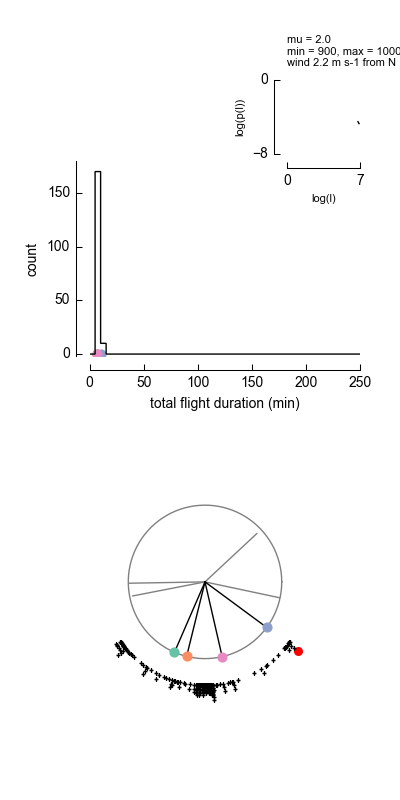 mu = 2.0
min = 900, max = 1000
wind 2.2 m s-1 from N
0
log(p(l))
−8
0
7
log(l)
150
100
50
0
count
0
50
100
150
200
250
total flight duration (min)